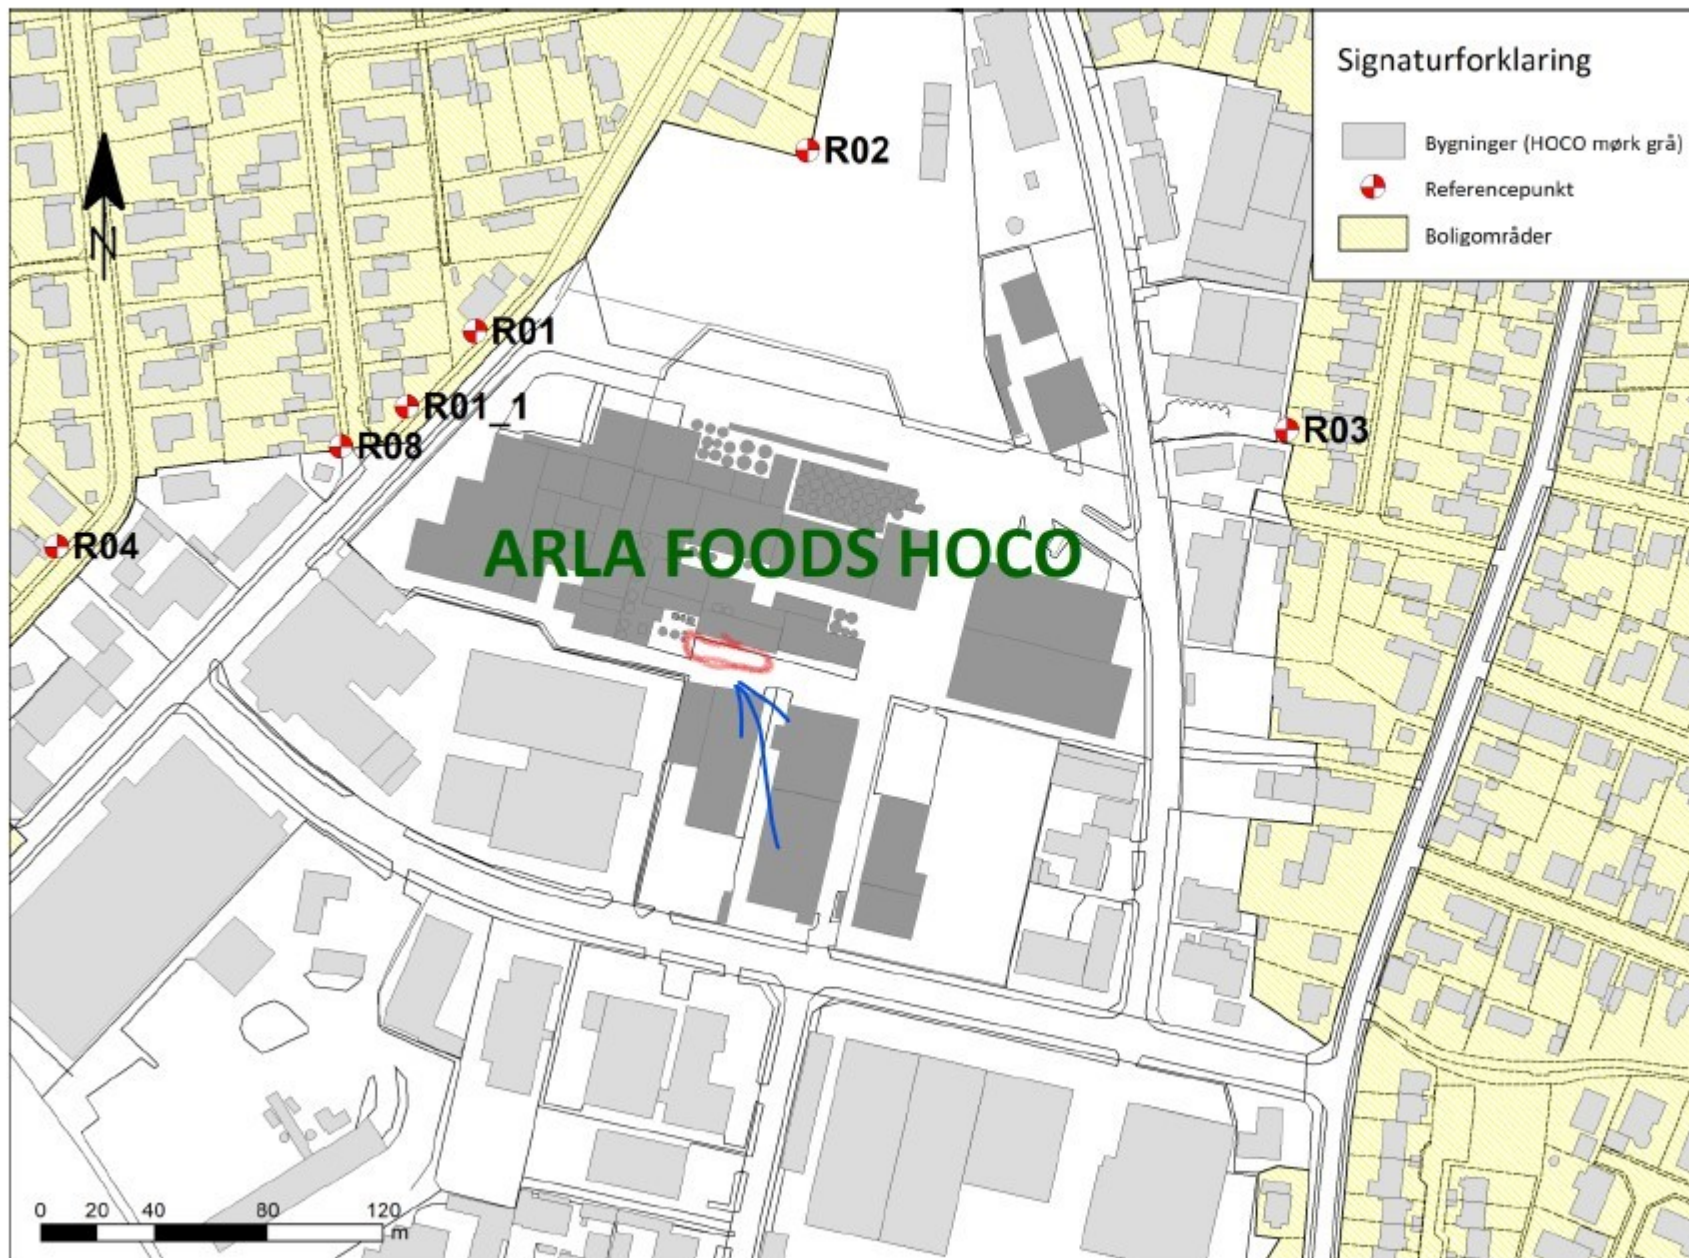 Signaturforklaring
Bygninger (HOCO mørk grå)
Referencepunkt
Boligområder
R02
N
R01
R01_1
R08
R03
R04
ARLA FOODS HOCO
0 20 40 80 120
m